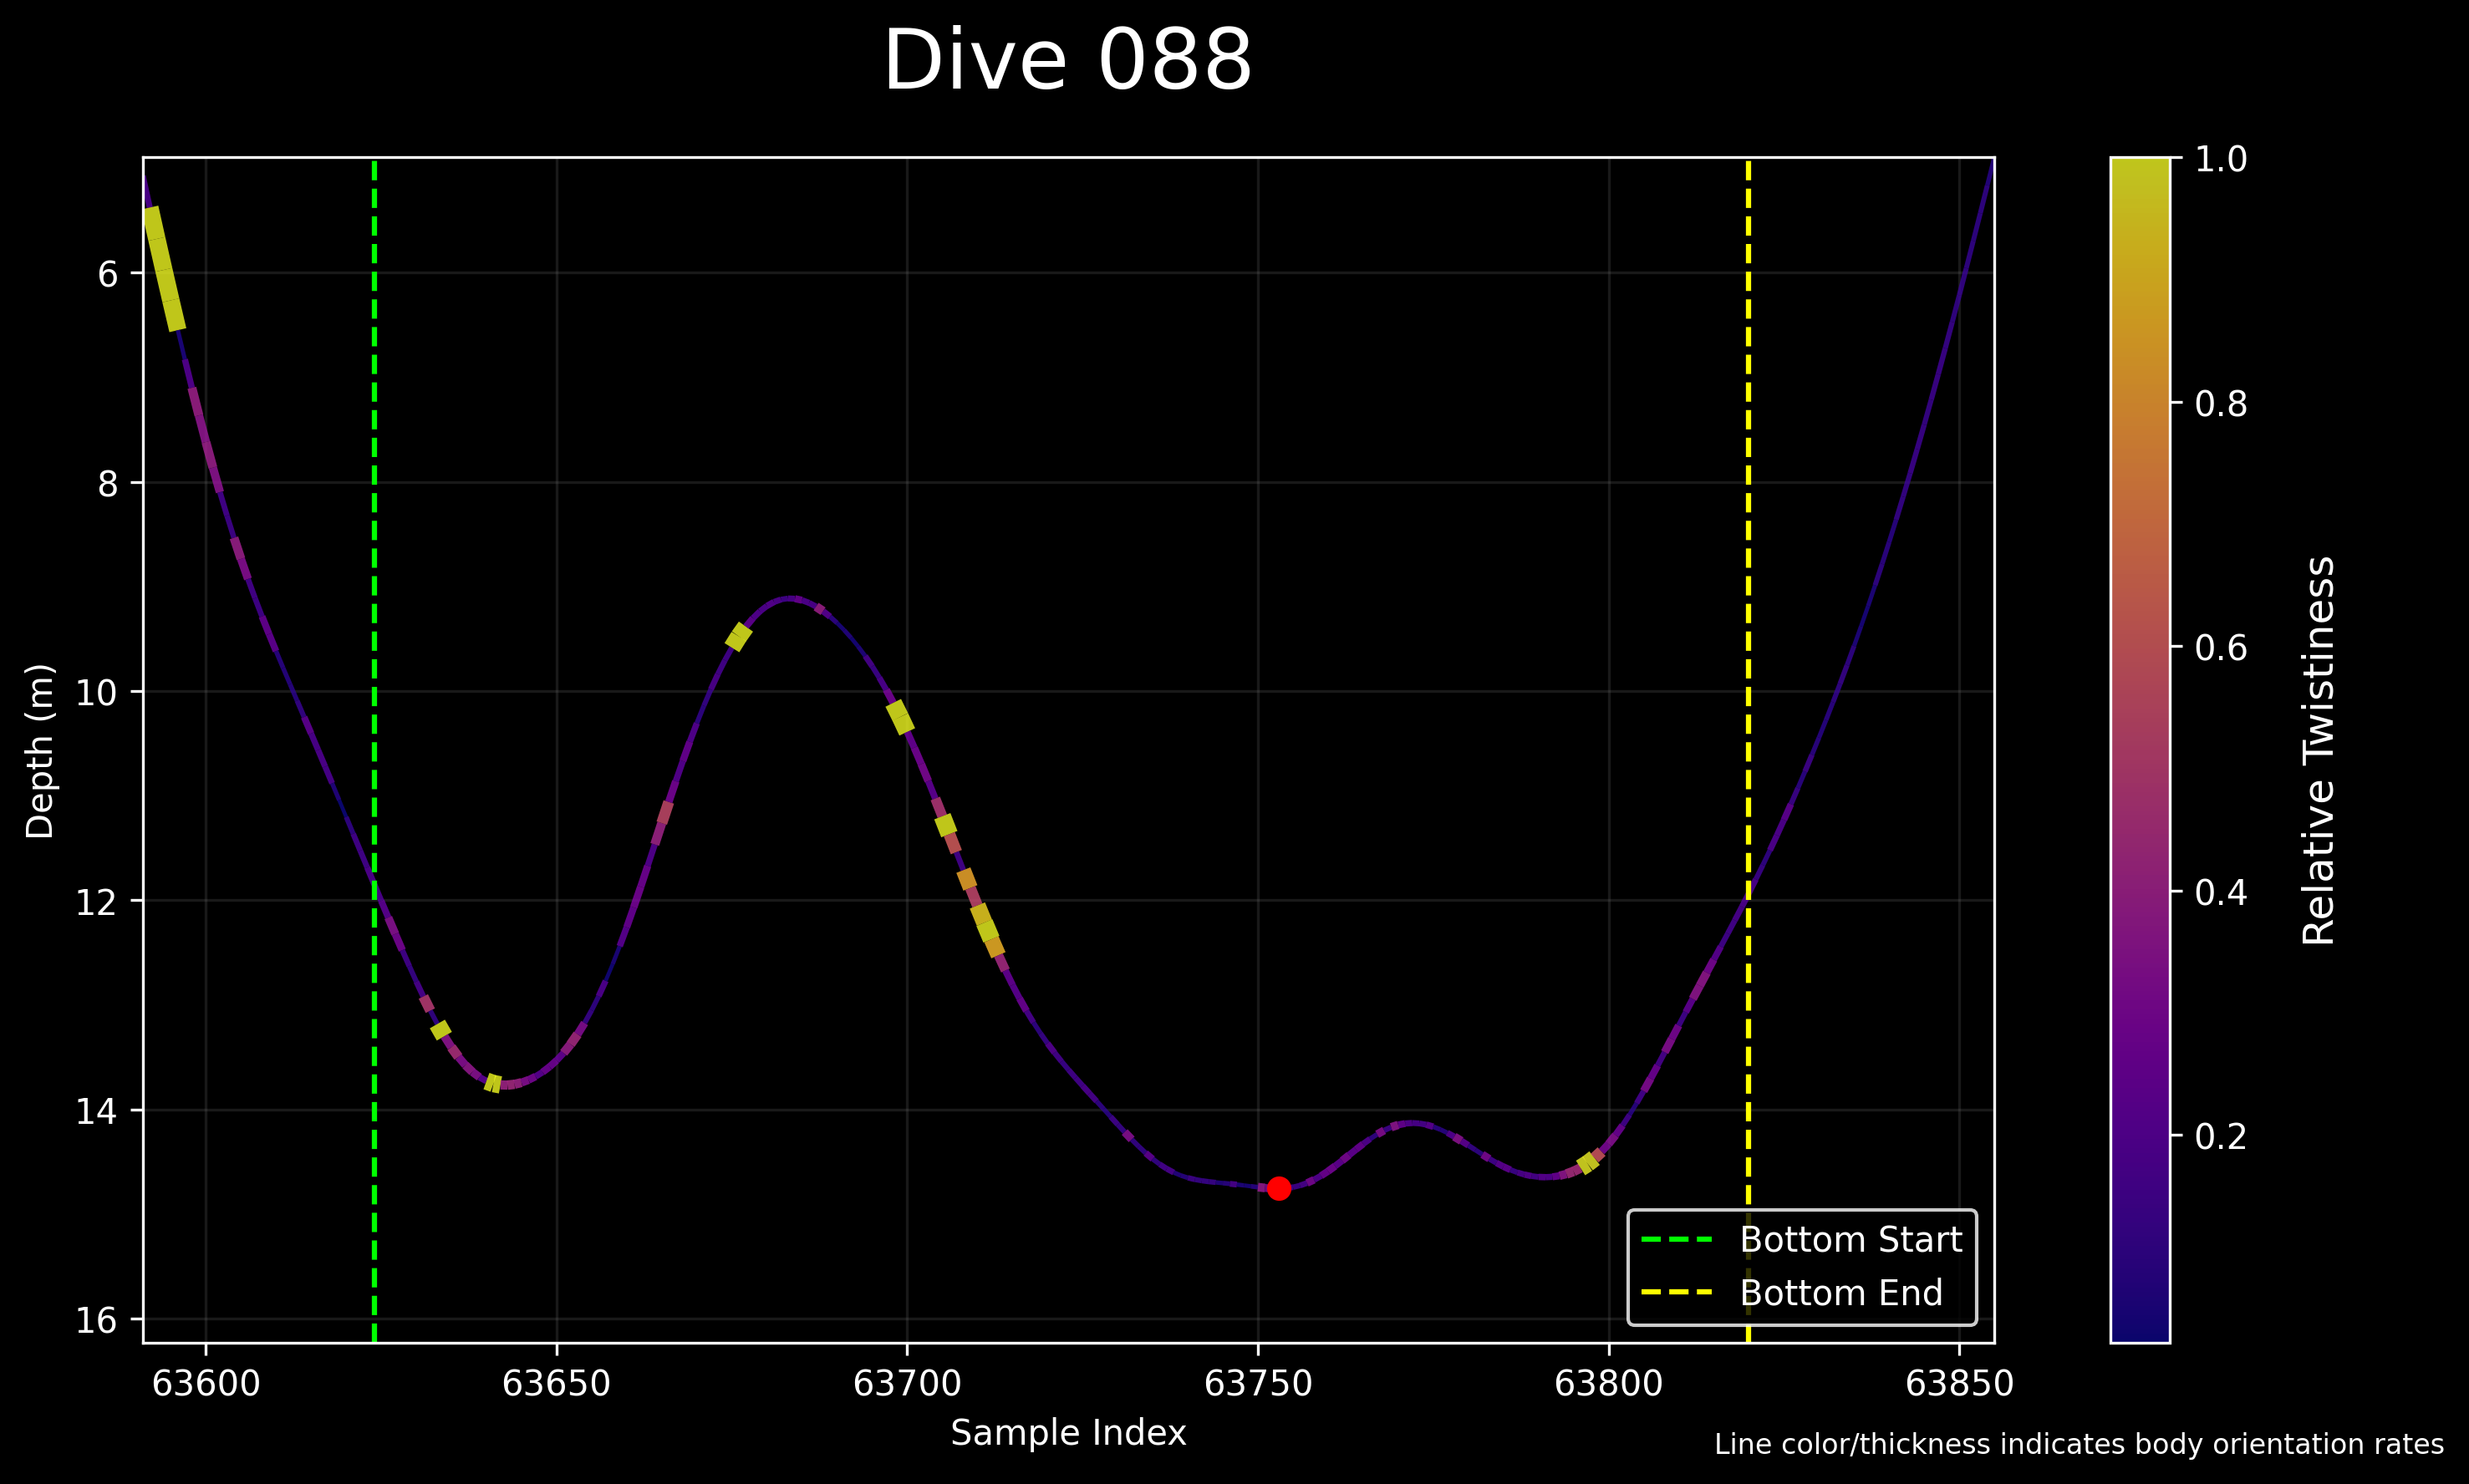 Dive 088
Depth (m)
6
8
10
12
14
16
63600 63650 63700 63750 63800 63850
Sample Index
Bottom Start
Bottom End
1.0
0.8
0.6
0.4
0.2
Relative Twistiness
Line color/thickness indicates body orientation rates